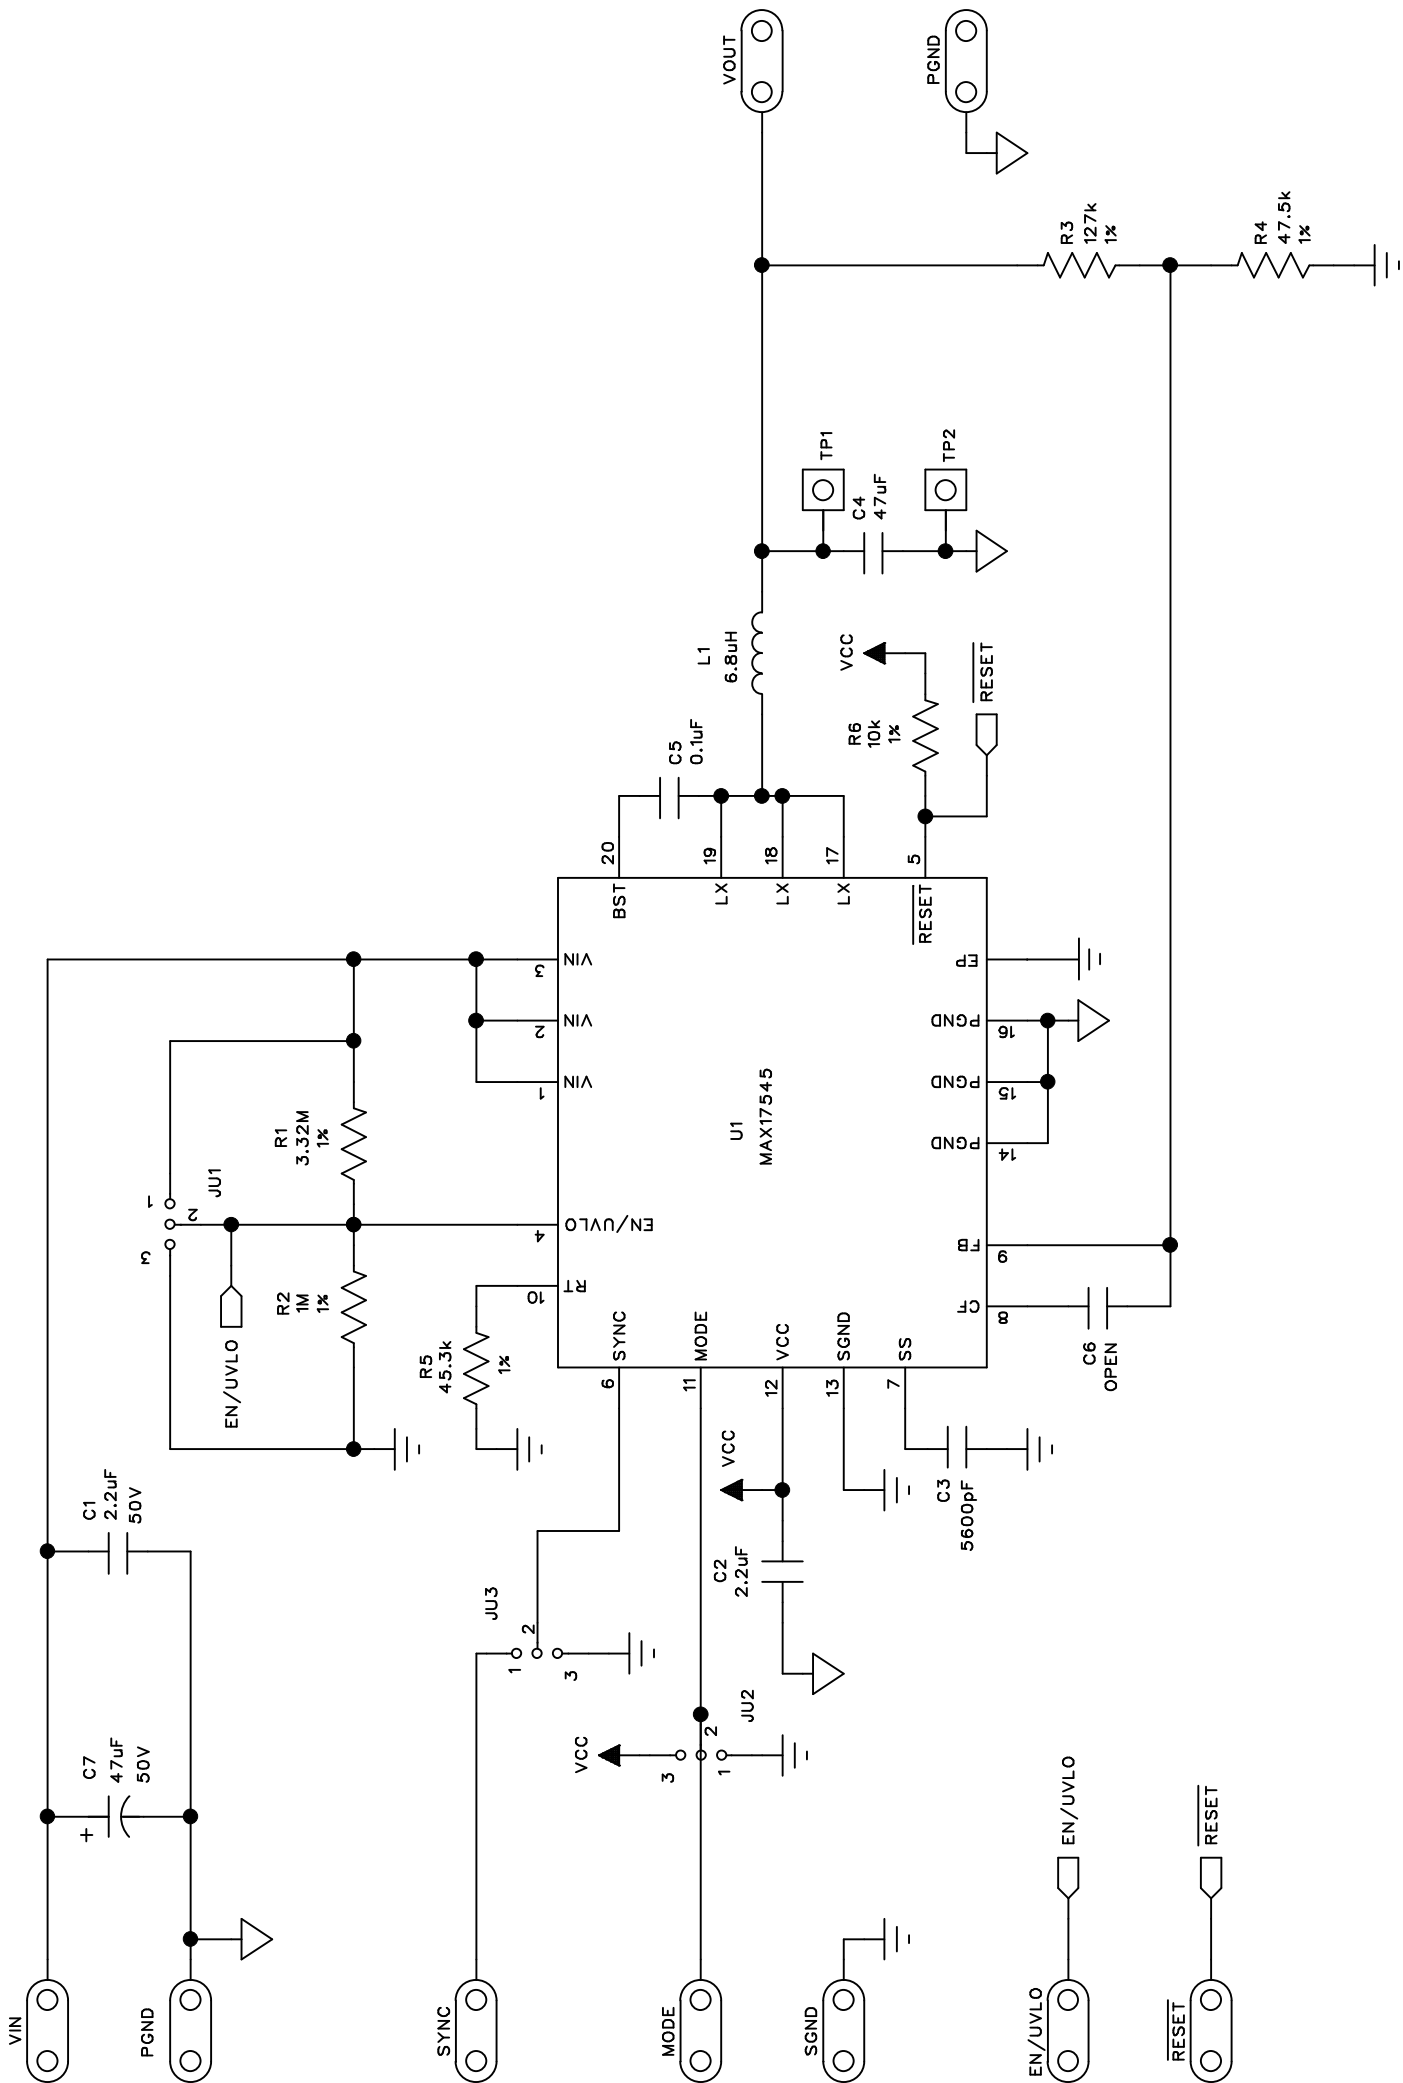 VIN
PGND
C7
47uF
50V
+
C1
2.2uF
50V
SYNC
MODE
SGND
EN/UVLO
RESET
EN/UVLO
RESET
JU3
1
2
3
JU2
VCC
3
2
1
JU1
1
2
3
EN/UVLO
R1
3.32M
1%
R2
1M
1%
R5
45.3k
1%
C2
2.2uF
VCC
C3
5600pF
C6
OPEN
U1
MAX17545
3
VIN
2
VIN
1
VIN
4
EN/UVLO
10
RT
6
SYNC
11
MODE
12
VCC
13
SGND
7
SS
8
CF
9
FB
14
PGND
15
PGND
16
PGND
EP
20
BST
19
LX
18
LX
17
LX
5
RESET
C5
0.1uF
L1
6.8uH
VCC
R6
10k
1%
RESET
TP1
C4
47uF
TP2
R3
127k
1%
R4
47.5k
1%
VOUT
PGND